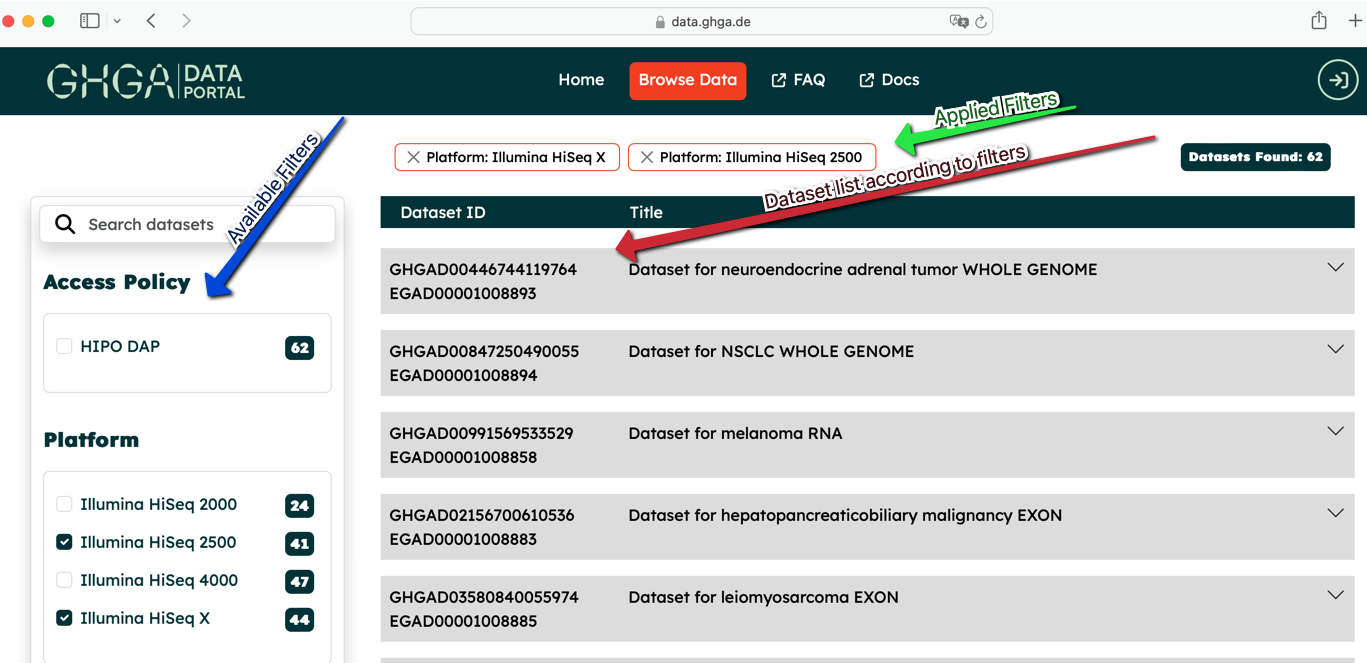 data.ghga.de
GHGA DATA PORTAL
Home
Browse Data
FAQ
Docs
Applied Filters
Available Filters
Platform: Illumina HiSeq X
Platform: Illumina HiSeq 2500
Dataset list according to filters
Datasets Found: 62
Search datasets
Access Policy
HIPO DAP 62
Platform
Illumina HiSeq 2000 24
Illumina HiSeq 2500 41
Illumina HiSeq 4000 47
Illumina HiSeq X 44
Dataset ID Title
GHGAD00446744119764 Dataset for neuroendocrine adrenal tumor WHOLE GENOME
EGAD00001008893
GHGAD00847250490055 Dataset for NSCLC WHOLE GENOME
EGAD00001008894
GHGAD00991569533529 Dataset for melanoma RNA
EGAD00001008858
GHGAD02156700610536 Dataset for hepatopancreaticobiliary malignancy EXON
EGAD00001008883
GHGAD03580840055974 Dataset for leiomyosarcoma EXON
EGAD00001008885